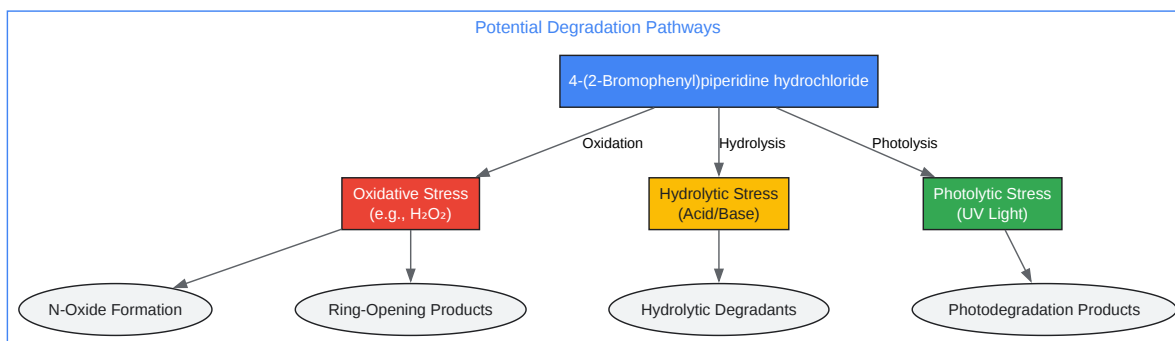 Potential Degradation Pathways
4-(2-Bromophenyl)piperidine hydrochloride
Oxidation
Hydrolysis
Photolysis
Oxidative Stress
(e.g., H₂O₂)
Hydrolytic Stress
(Acid/Base)
Photolytic Stress
(UV Light)
N-Oxide Formation
Ring-Opening Products
Hydrolytic Degradants
Photodegradation Products